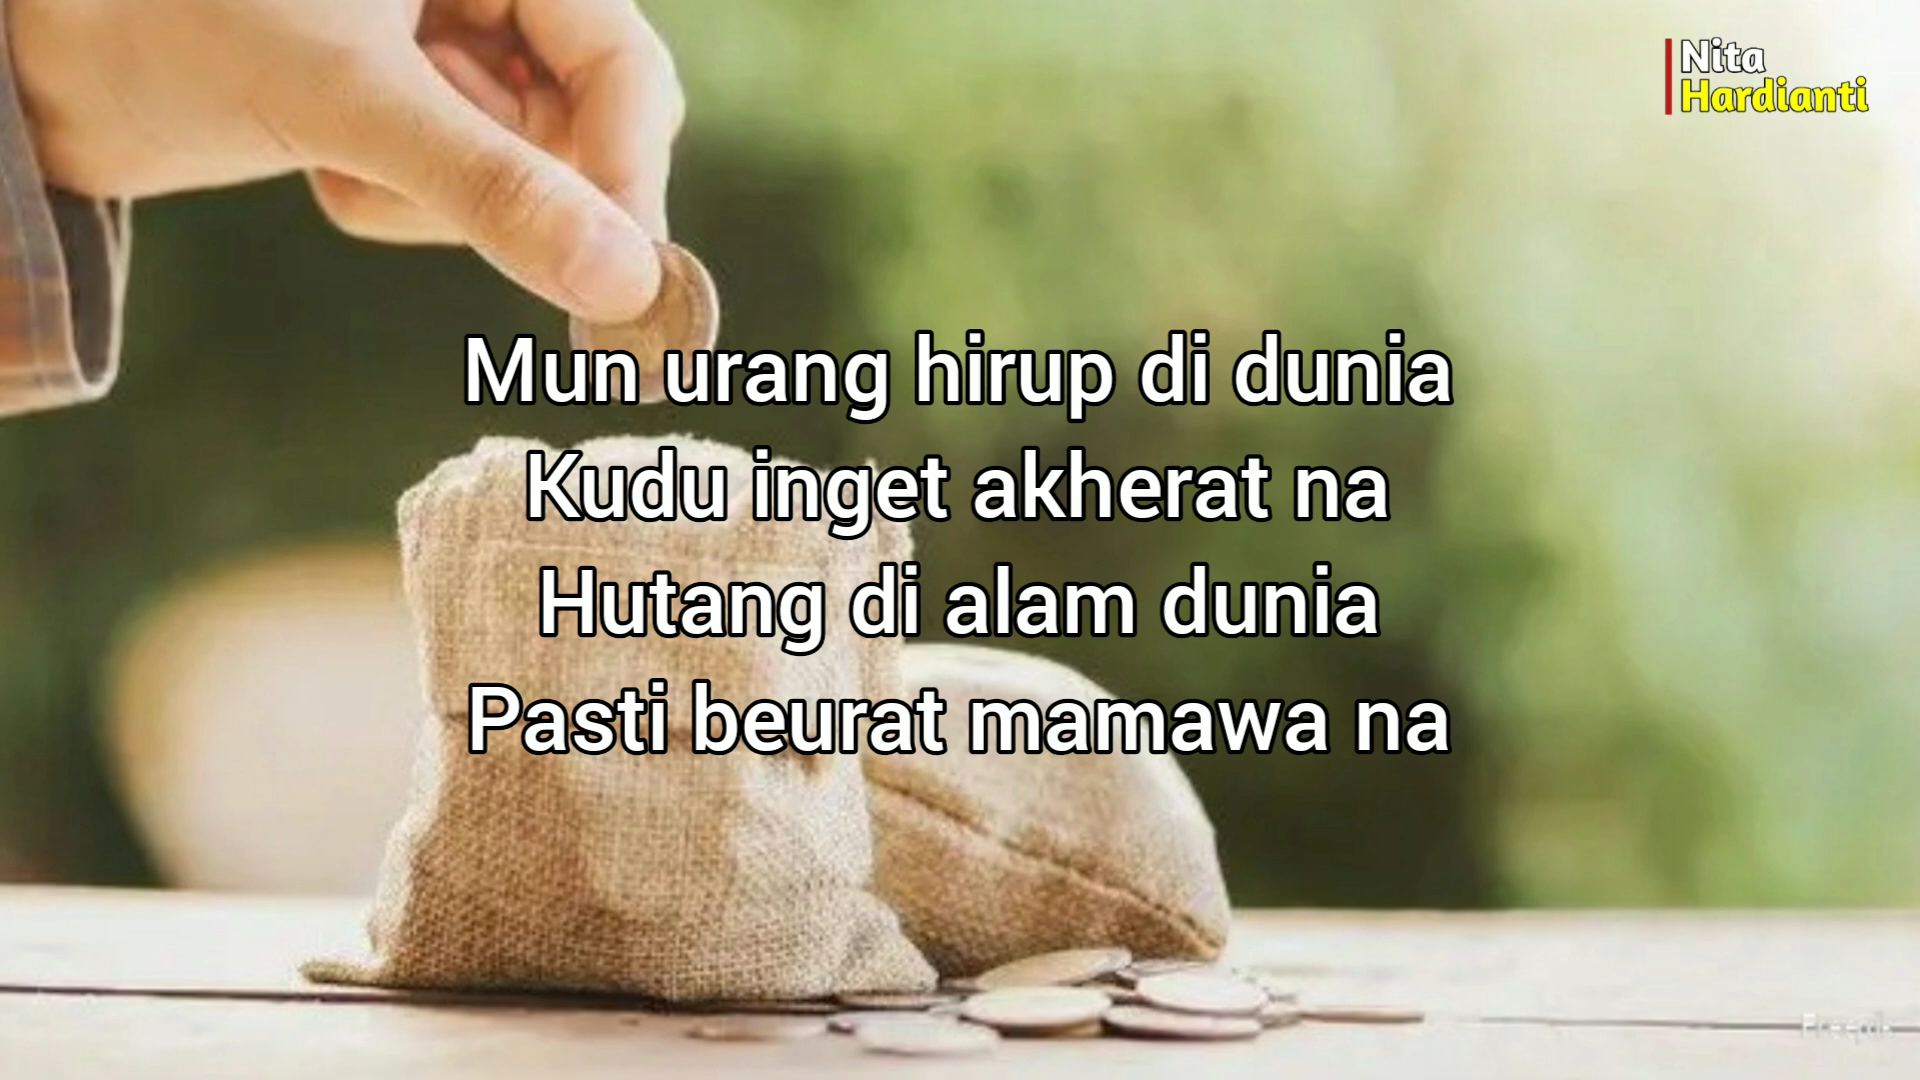 Nita
Hardianti
Mun urang hirup di dunia
Kudu inget akherat na
Hutang di alam dunia
Pasti beurat mamawa na
Freepik